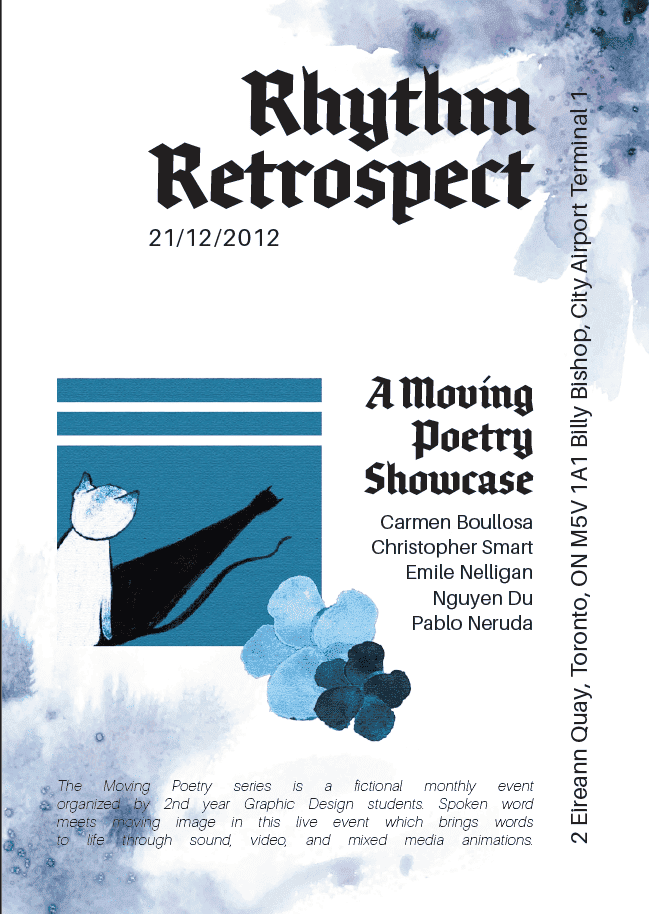 Rhythm
Retrospect
21/12/2012
A Moving
Poetry
Showcase
Carmen Boullosa
Christopher Smart
Emile Nelligan
Nguyen Du
Pablo Neruda
2 Eireann Quay, Toronto, ON M5V 1A1 Billy Bishop, City Airport Terminal 1
The Moving Poetry series is a fictional monthly event
organized by 2nd year Graphic Design students. Spoken word
meets moving image in this live event which brings words
to life through sound, video, and mixed media animations.